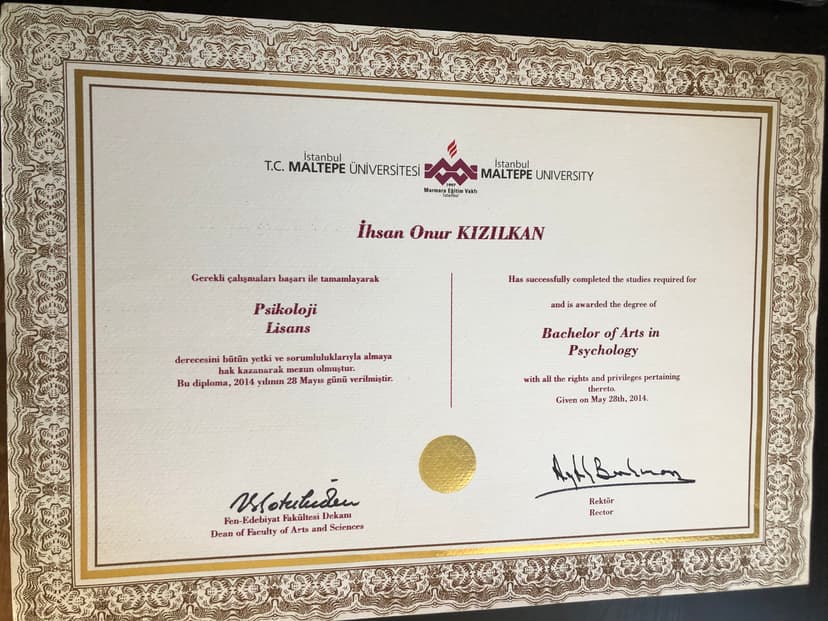 İstanbul
T.C. MALTEPE ÜNİVERSİTESİ
İstanbul
MALTEPE UNIVERSITY
1997
Marmara Eğitim Vakfı
İstanbul
İhsan Onur KIZILKAN
Gerekli çalışmaları başarı ile tamamlayarak
Psikoloji
Lisans
derecesini bütün yetki ve sorumluluklarıyla almaya
hak kazanarak mezun olmuştur.
Bu diploma, 2014 yılının 28 Mayıs günü verilmiştir.
Has successfully completed the studies required for
and is awarded the degree of
Bachelor of Arts in
Psychology
with all the rights and privileges pertaining
thereto.
Given on May 28th, 2014.
Fen-Edebiyat Fakültesi Dekanı
Dean of Faculty of Arts and Sciences
Rektör
Rector